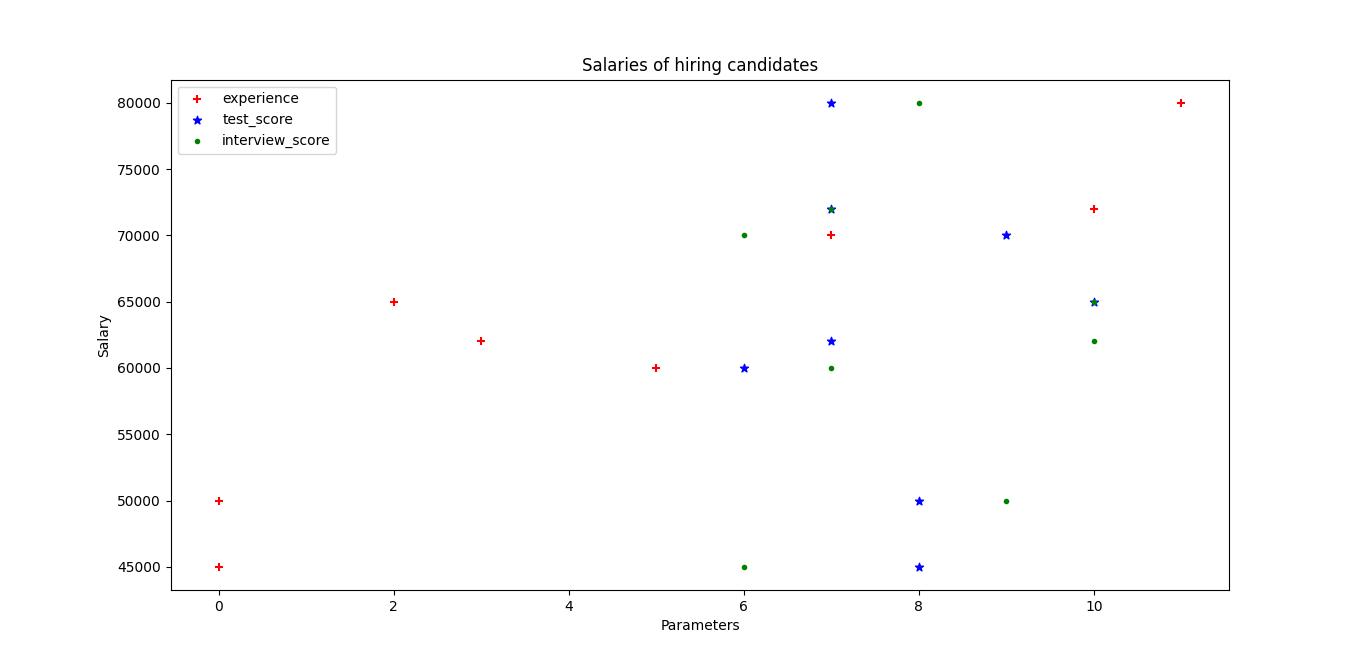 Salaries of hiring candidates
experience
test_score
interview_score
80000
75000
70000
65000
60000
55000
50000
45000
Salary
0 2 4 6 8 10
Parameters